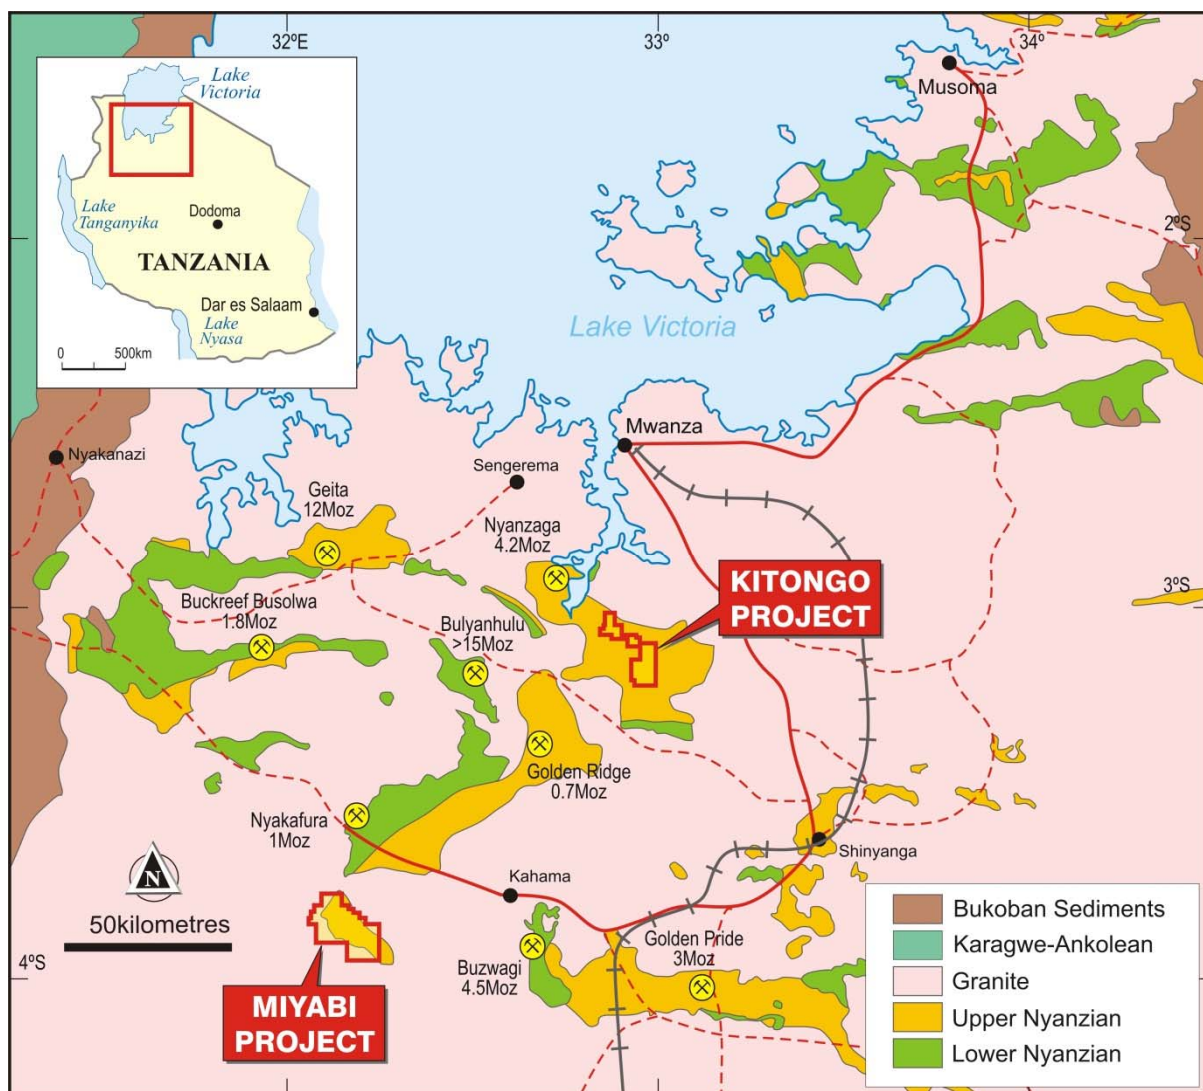 32ºE
33º
34º
Lake
Victoria
Lake
Tanganyika
Dodoma
TANZANIA
Dar es Salaam
Lake
Nyasa
0
500km
Musoma
2ºS
Lake Victoria
Mwanza
Nyakanazi
Sengerema
Geita
12Moz
Nyanzaga
4.2Moz
KITONGO
PROJECT
3ºS
Buckreef Busolwa
1.8Moz
Bulyanhulu
>15Moz
Golden Ridge
0.7Moz
Nyakafura
1Moz
Shinyanga
N
50kilometres
Kahama
4ºS
Buzwagi
4.5Moz
Golden Pride
3Moz
MIYABI
PROJECT
Bukoban Sediments
Karagwe-Ankolean
Granite
Upper Nyanzian
Lower Nyanzian